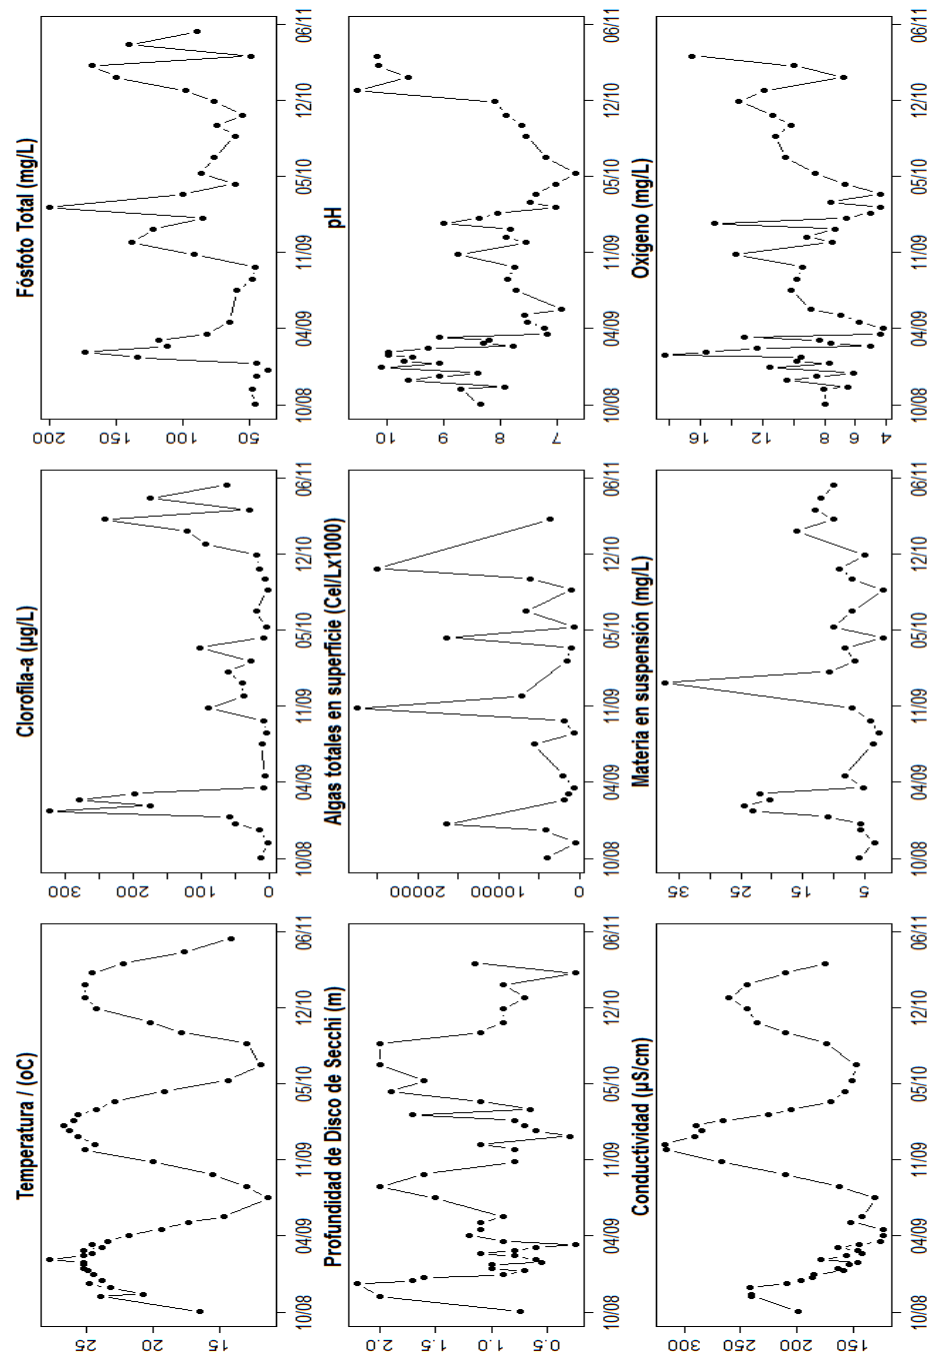 Temperatura / (oC)
25
20
15
10/08 04/09 11/09 05/10 12/10 06/11
Clorofila-a (µg/L)
300
200
100
0
10/08 04/09 11/09 05/10 12/10 06/11
Fósfoto Total (mg/L)
200
150
100
50
10/08 04/09 11/09 05/10 12/10 06/11
Profundidad de Disco de Secchi (m)
2.0
1.5
1.0
0.5
10/08 04/09 11/09 05/10 12/10 06/11
Algas totales en superficie (Cel/Lx1000)
20000
10000
0
10/08 04/09 11/09 05/10 12/10 06/11
pH
10
9
8
7
10/08 04/09 11/09 05/10 12/10 06/11
Conductividad (µS/cm)
300
250
200
150
10/08 04/09 11/09 05/10 12/10 06/11
Materia en suspensión (mg/L)
35
25
15
5
10/08 04/09 11/09 05/10 12/10 06/11
Oxígeno (mg/L)
16
12
8
6
4
10/08 04/09 11/09 05/10 12/10 06/11